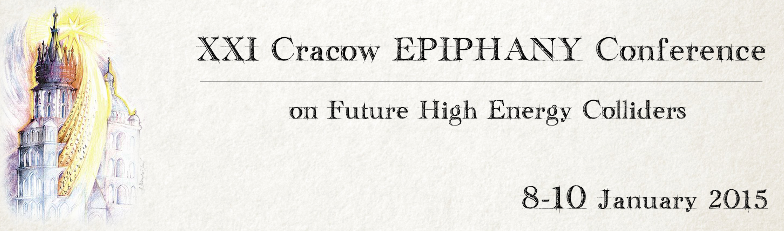 XXI Cracow EPIPHANY Conference
on Future High Energy Colliders
8-10 January 2015